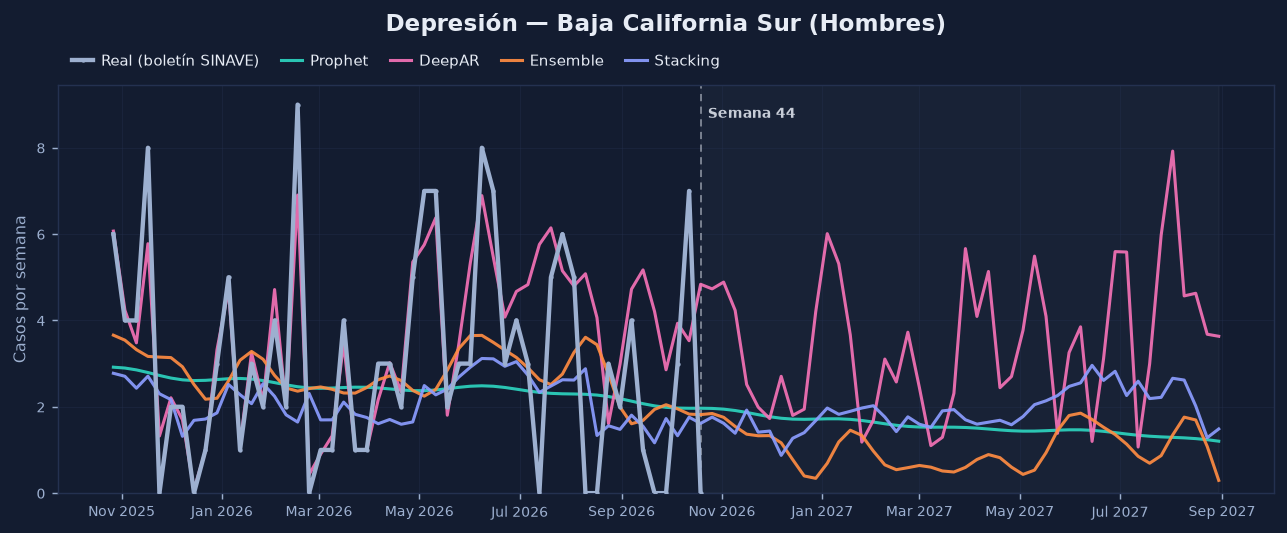 Depresión — Baja California Sur (Hombres)
Real (boletín SINAVE) Prophet DeepAR Ensemble Stacking
Semana 44
Casos por semana
8
6
4
2
0
Nov 2025 Jan 2026 Mar 2026 May 2026 Jul 2026 Sep 2026 Nov 2026 Jan 2027 Mar 2027 May 2027 Jul 2027 Sep 2027